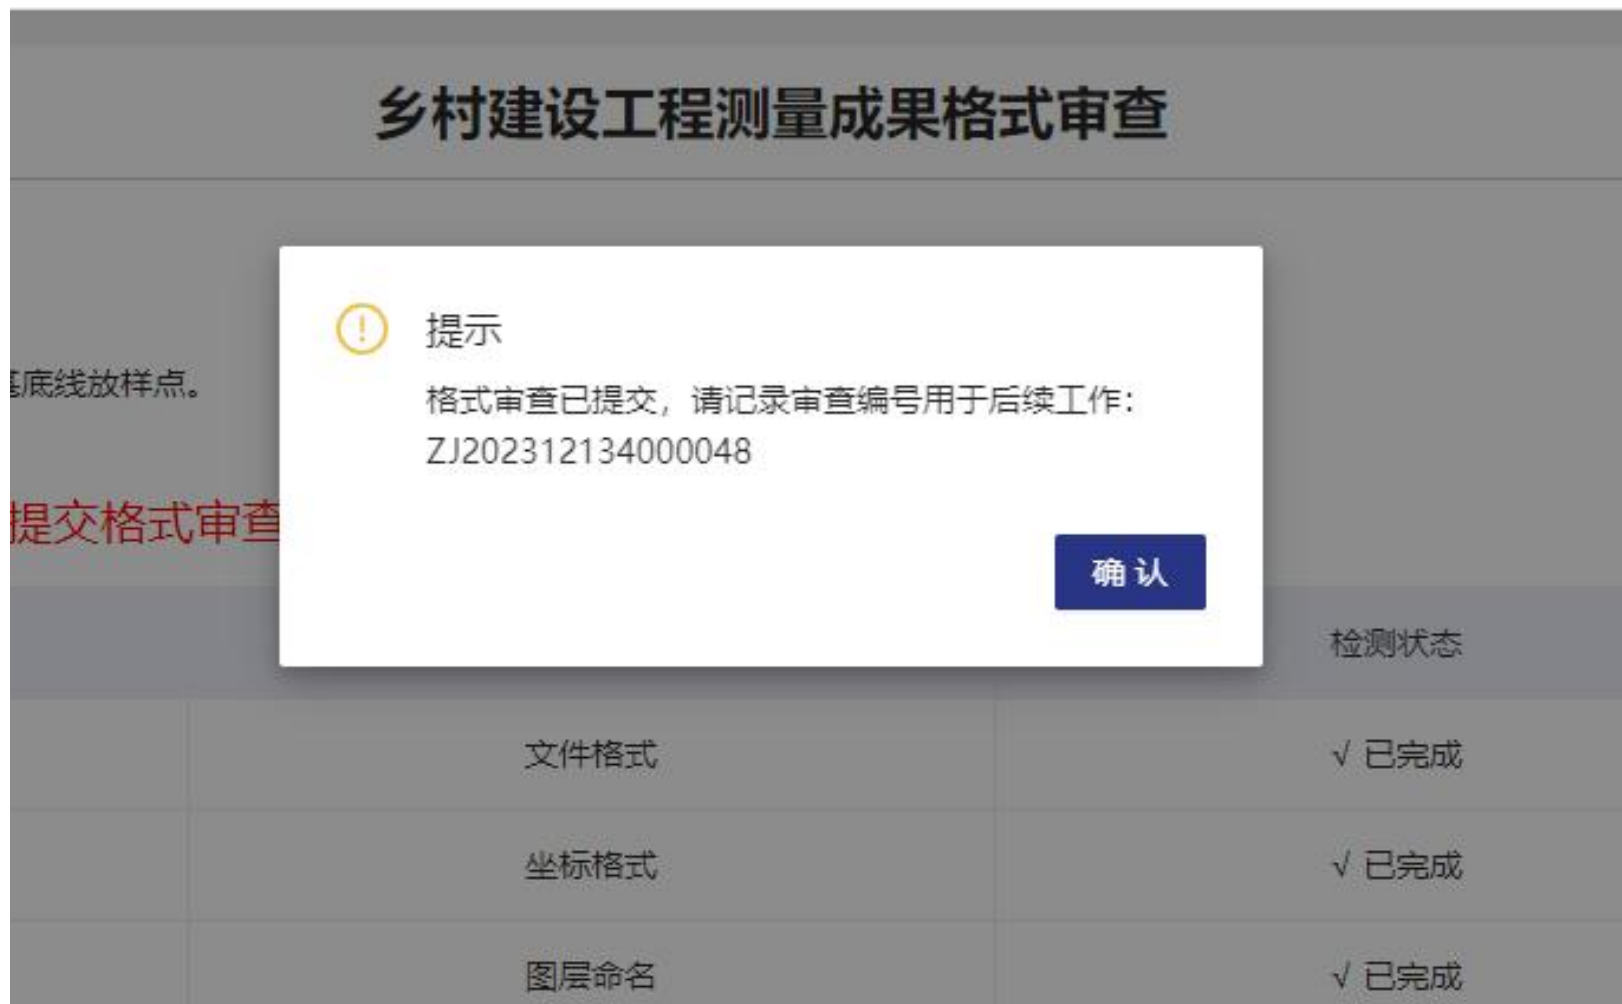 乡村建设工程测量成果格式审查
提示
底线放样点。
格式审查已提交，请记录审查编号用于后续工作：
ZJ202312134000048
提交格式审查
确认
检测状态
文件格式 √ 已完成
坐标格式 √ 已完成
图层命名 √ 已完成